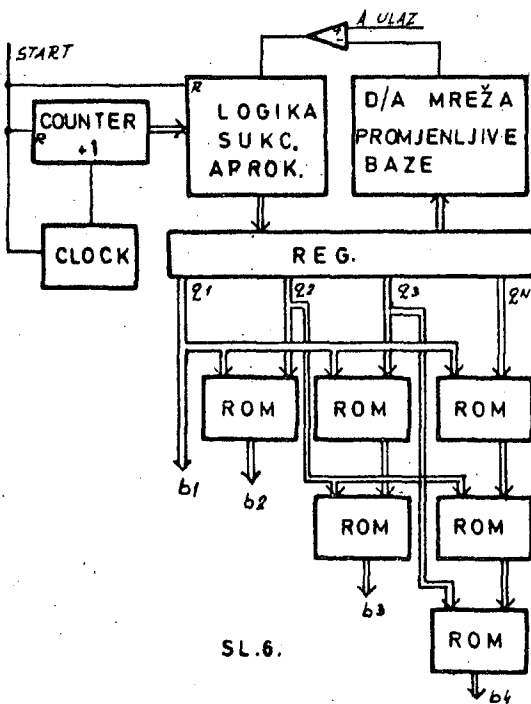 START
A ULAZ
R
LOGIKA
SUKC.
APROK.
D/A MREŽA
PROMJENLJIVE
BAZE
R
COUNTER
+1
CLOCK
REG.
q1
q2
q3
qN
ROM
ROM
ROM
b1
b2
ROM
ROM
b3
ROM
b4
SL.6.